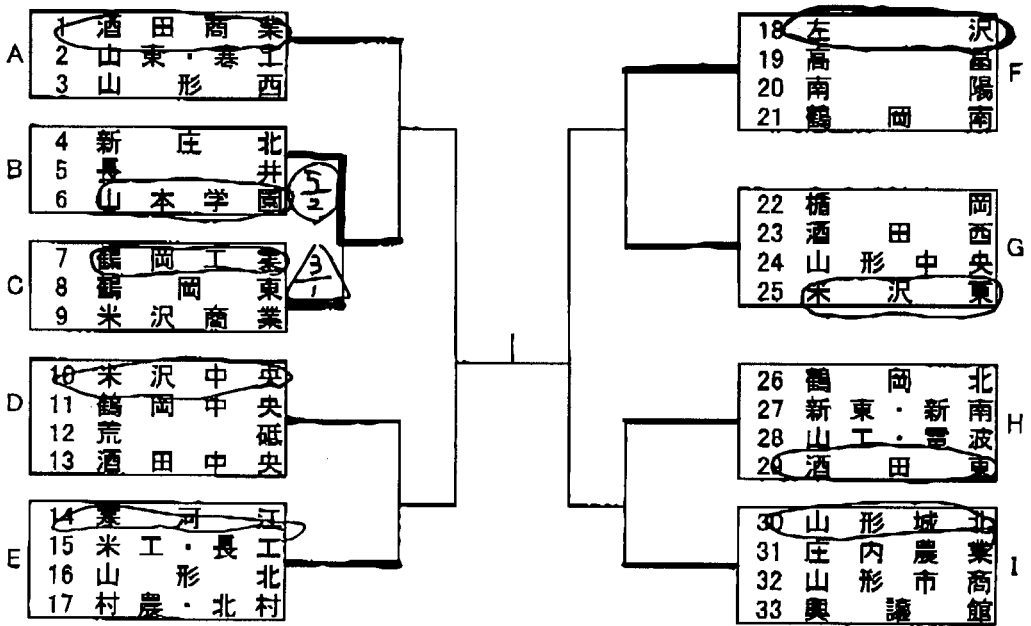 A
1 酒田商業
2 山東・寒工
3 山形西
B
4 新庄北
5 長井
6 山本学園
5/2
C
7 鶴岡工業
8 鶴岡東
9 米沢商業
3/1
D
10 米沢中央
11 鶴岡中央
12 荒砥
13 酒田中央
E
14 寒河江
15 米工・長工
16 山形北
17 村農・北村
F
18 左沢
19 高畠
20 南陽
21 鶴岡南
G
22 楯岡
23 酒田西
24 山形中央
25 米沢東
H
26 鶴岡北
27 新東・新南
28 山工・電波
29 酒田東
I
30 山形城北
31 庄内農業
32 山形市商
33 興譲館